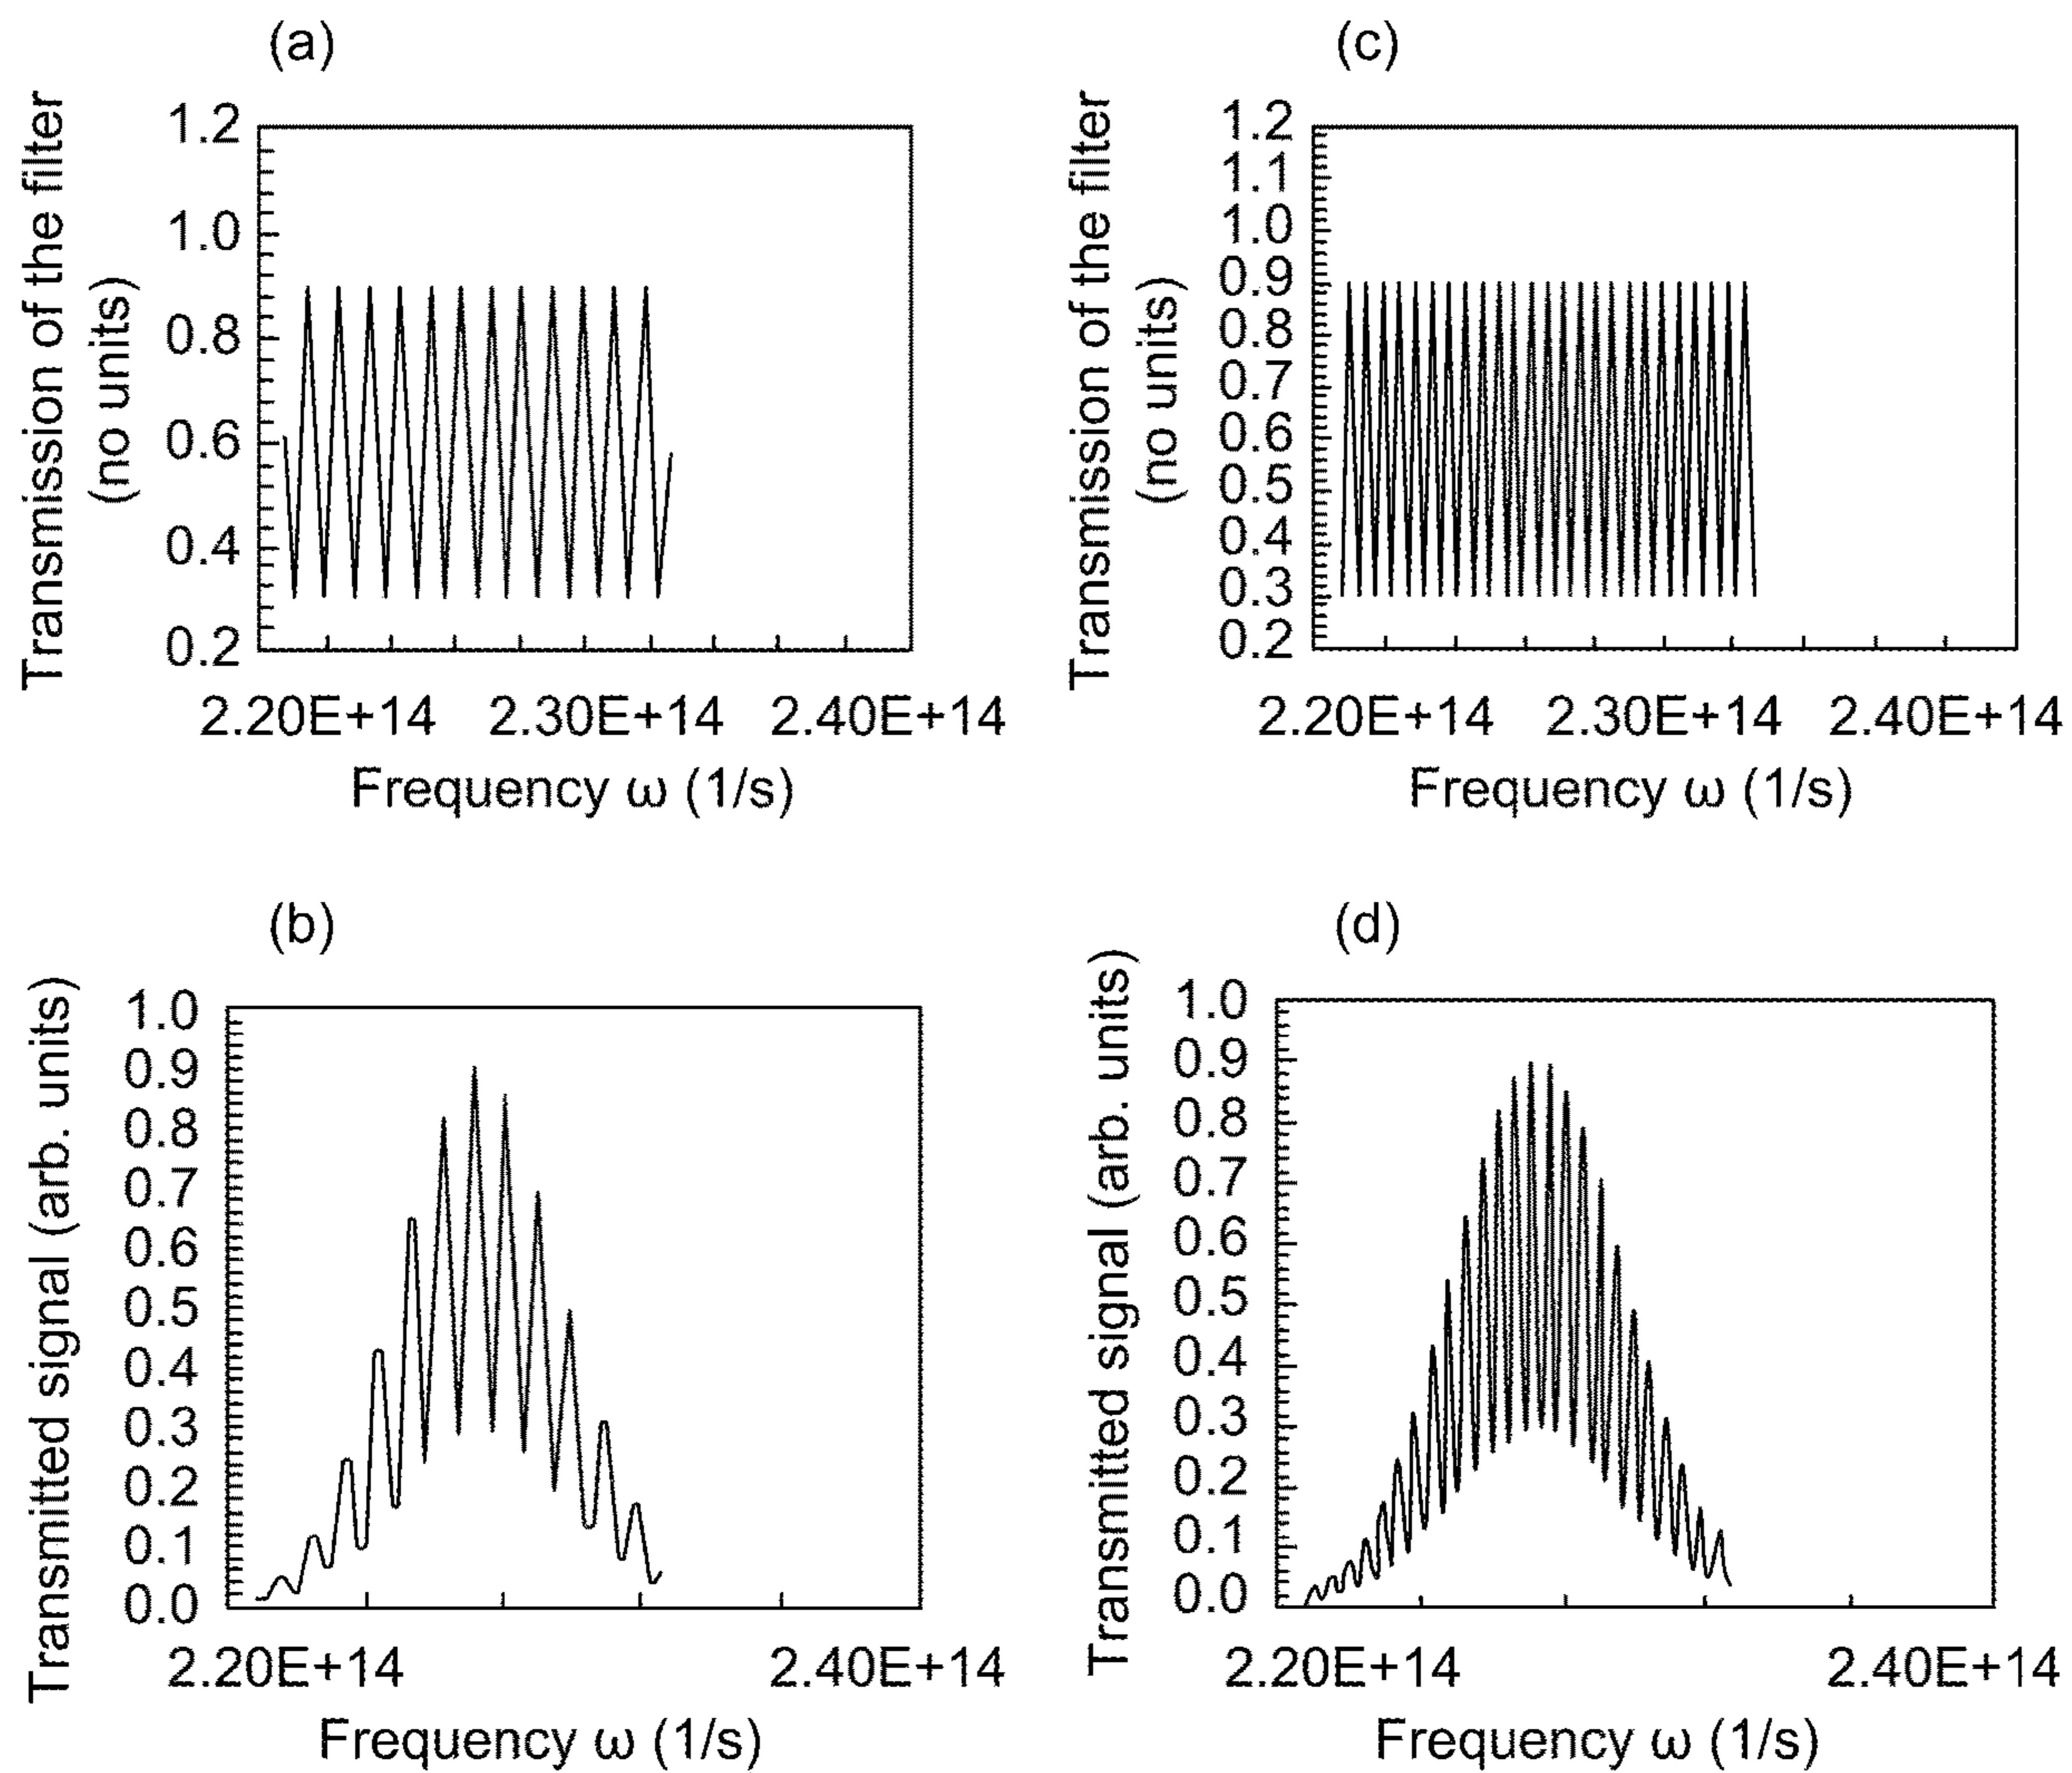 (a)
Transmission of the filter
(no units)
1.2
1.0
0.8
0.6
0.4
0.2
2.20E+14 2.30E+14 2.40E+14
Frequency ω (1/s)
(c)
Transmission of the filter
(no units)
1.2
1.1
1.0
0.9
0.8
0.7
0.6
0.5
0.4
0.3
0.2
2.20E+14 2.30E+14 2.40E+14
Frequency ω (1/s)
(b)
Transmitted signal (arb. units)
1.0
0.9
0.8
0.7
0.6
0.5
0.4
0.3
0.2
0.1
0.0
2.20E+14 2.40E+14
Frequency ω (1/s)
(d)
Transmitted signal (arb. units)
1.0
0.9
0.8
0.7
0.6
0.5
0.4
0.3
0.2
0.1
0.0
2.20E+14 2.40E+14
Frequency ω (1/s)